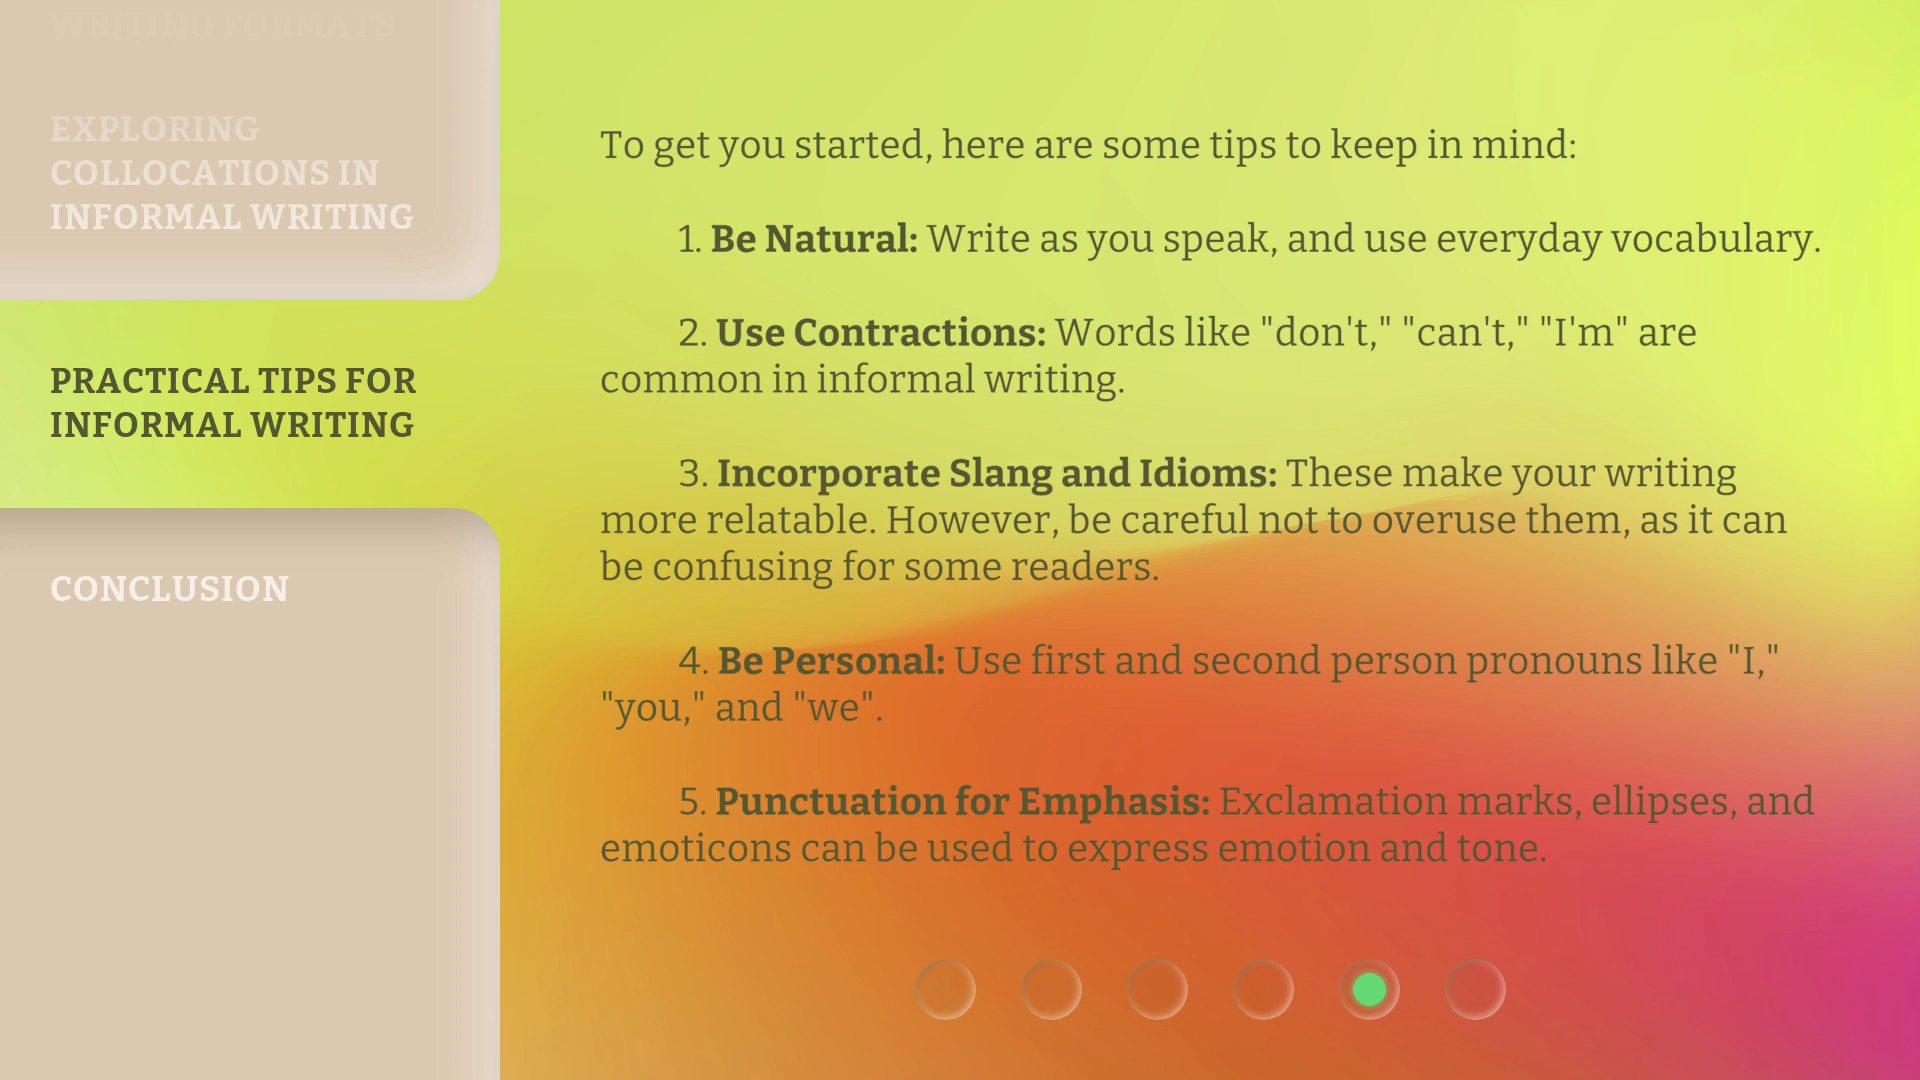 WRITING FORMATS
EXPLORING
COLLOCATIONS IN
INFORMAL WRITING
PRACTICAL TIPS FOR
INFORMAL WRITING
CONCLUSION
To get you started, here are some tips to keep in mind:
1. Be Natural: Write as you speak, and use everyday vocabulary.
2. Use Contractions: Words like "don't," "can't," "I'm" are
common in informal writing.
3. Incorporate Slang and Idioms: These make your writing
more relatable. However, be careful not to overuse them, as it can
be confusing for some readers.
4. Be Personal: Use first and second person pronouns like "I,"
"you," and "we".
5. Punctuation for Emphasis: Exclamation marks, ellipses, and
emoticons can be used to express emotion and tone.